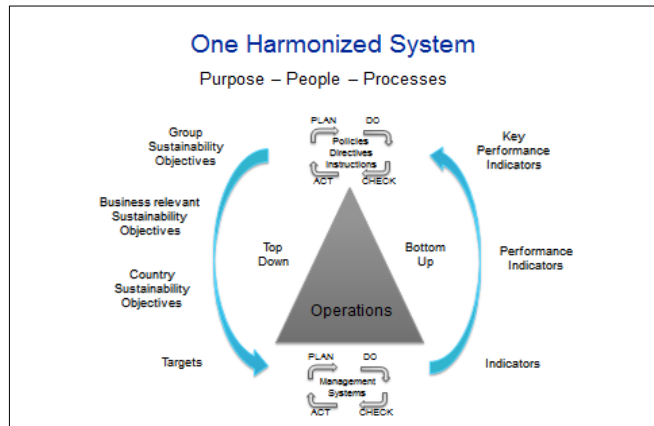 One Harmonized System
Purpose – People – Processes
PLAN DO
Policies
Directives
Instructions
ACT CHECK
Group
Sustainability
Objectives
Business relevant
Sustainability
Objectives
Country
Sustainability
Objectives
Targets
Top
Down
Operations
Bottom
Up
Key
Performance
Indicators
Performance
Indicators
Indicators
PLAN DO
Management
Systems
ACT CHECK